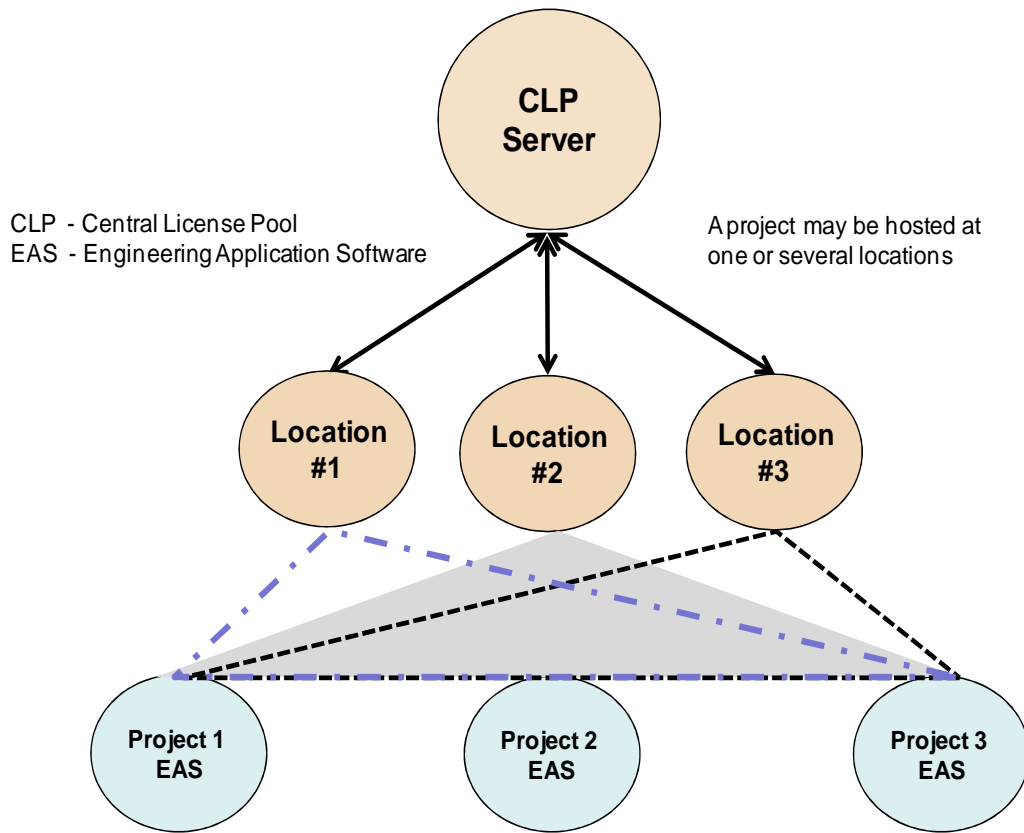 CLP
Server
CLP - Central License Pool
EAS - Engineering Application Software
A project may be hosted at
one or several locations
Location
#1
Location
#2
Location
#3
Project 1
EAS
Project 2
EAS
Project 3
EAS